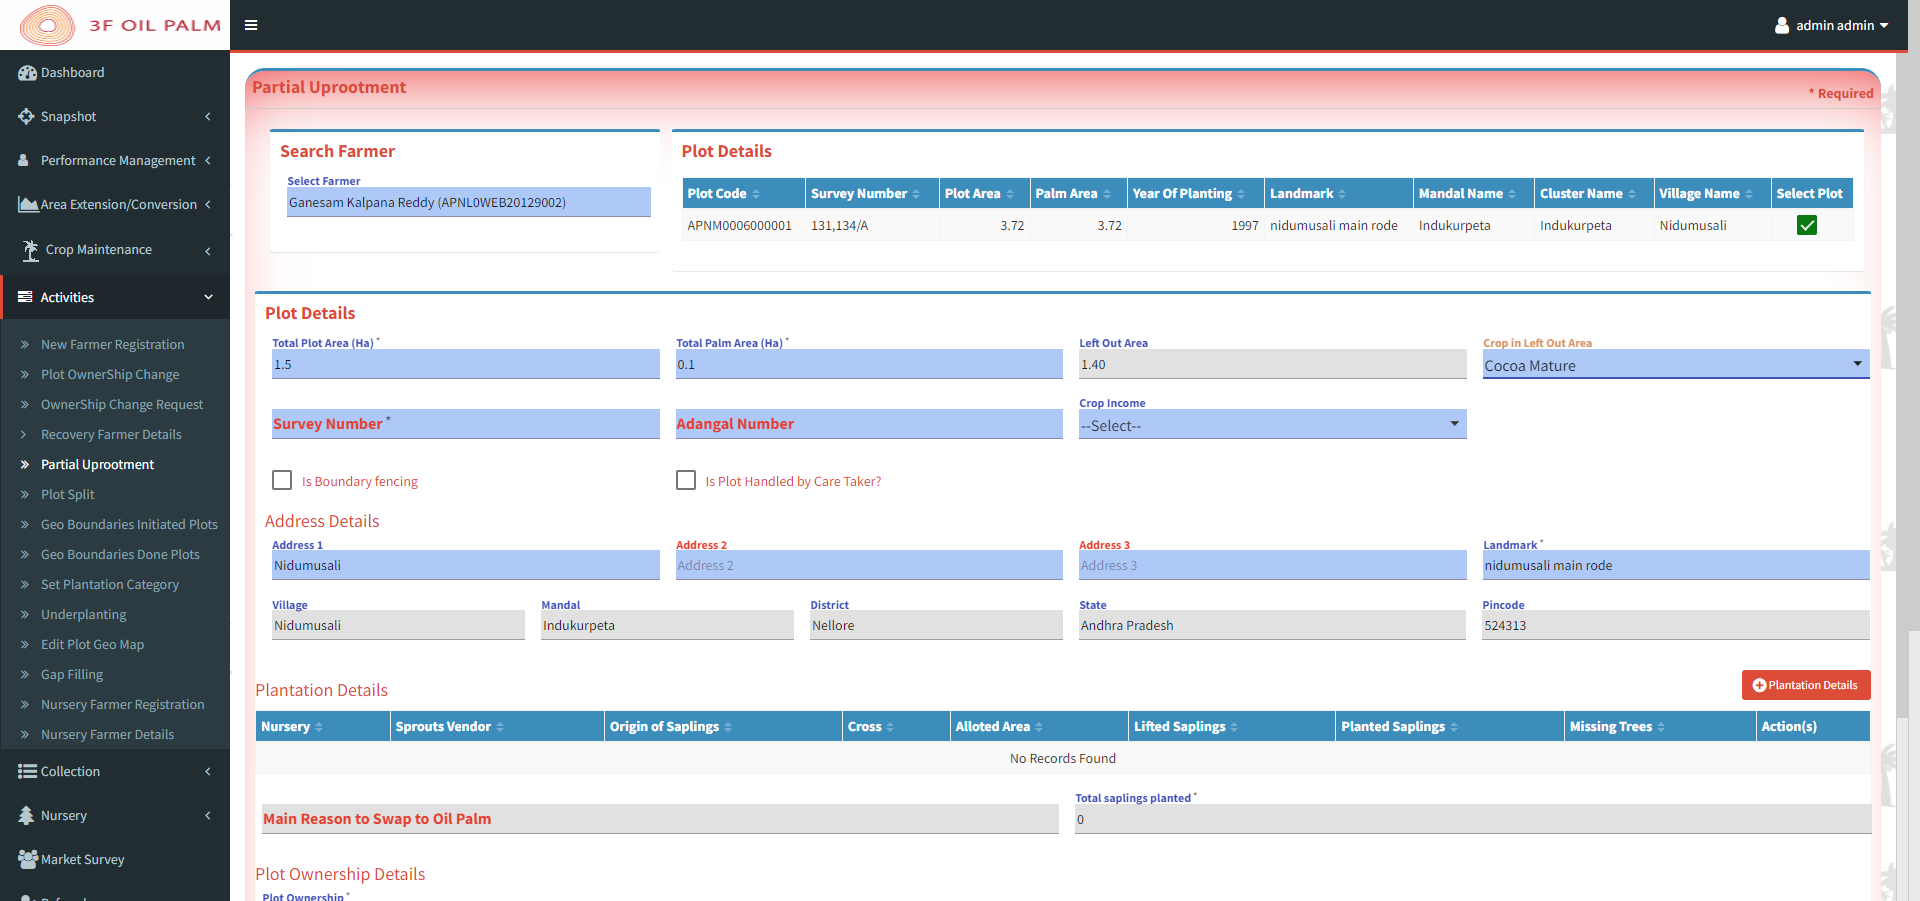 3F OIL PALM
admin admin
Dashboard
Snapshot
Performance Management
Area Extension/Conversion
Crop Maintenance
Activities
New Farmer Registration
Plot OwnerShip Change
OwnerShip Change Request
Recovery Farmer Details
Partial Uprootment
Plot Split
Geo Boundaries Initiated Plots
Geo Boundaries Done Plots
Set Plantation Category
Underplanting
Edit Plot Geo Map
Gap Filling
Nursery Farmer Registration
Nursery Farmer Details
Collection
Nursery
Market Survey
Partial Uprootment
* Required
Search Farmer
Select Farmer
Ganesam Kalpana Reddy (APNL0WEB20129002)
Plot Details
Plot Code Survey Number Plot Area Palm Area Year Of Planting Landmark Mandal Name Cluster Name Village Name Select Plot
APNM0006000001 131,134/A 3.72 3.72 1997 nidumusali main rode Indukurpeta Indukurpeta Nidumusali
Plot Details
Total Plot Area (Ha) * Total Palm Area (Ha) * Left Out Area Crop in Left Out Area
1.5 0.1 1.40 Cocoa Mature
Crop Income
Survey Number * Adangal Number --Select--
Is Boundary fencing Is Plot Handled by Care Taker?
Address Details
Address 1 Address 2 Address 3 Landmark *
Nidumusali Address 2 Address 3 nidumusali main rode
Village Mandal District State Pincode
Nidumusali Indukurpeta Nellore Andhra Pradesh 524313
Plantation Details
Plantation Details
Nursery Sprouts Vendor Origin of Saplings Cross Alloted Area Lifted Saplings Planted Saplings Missing Trees Action(s)
No Records Found
Total saplings planted *
Main Reason to Swap to Oil Palm 0
Plot Ownership Details
Plot Ownership *